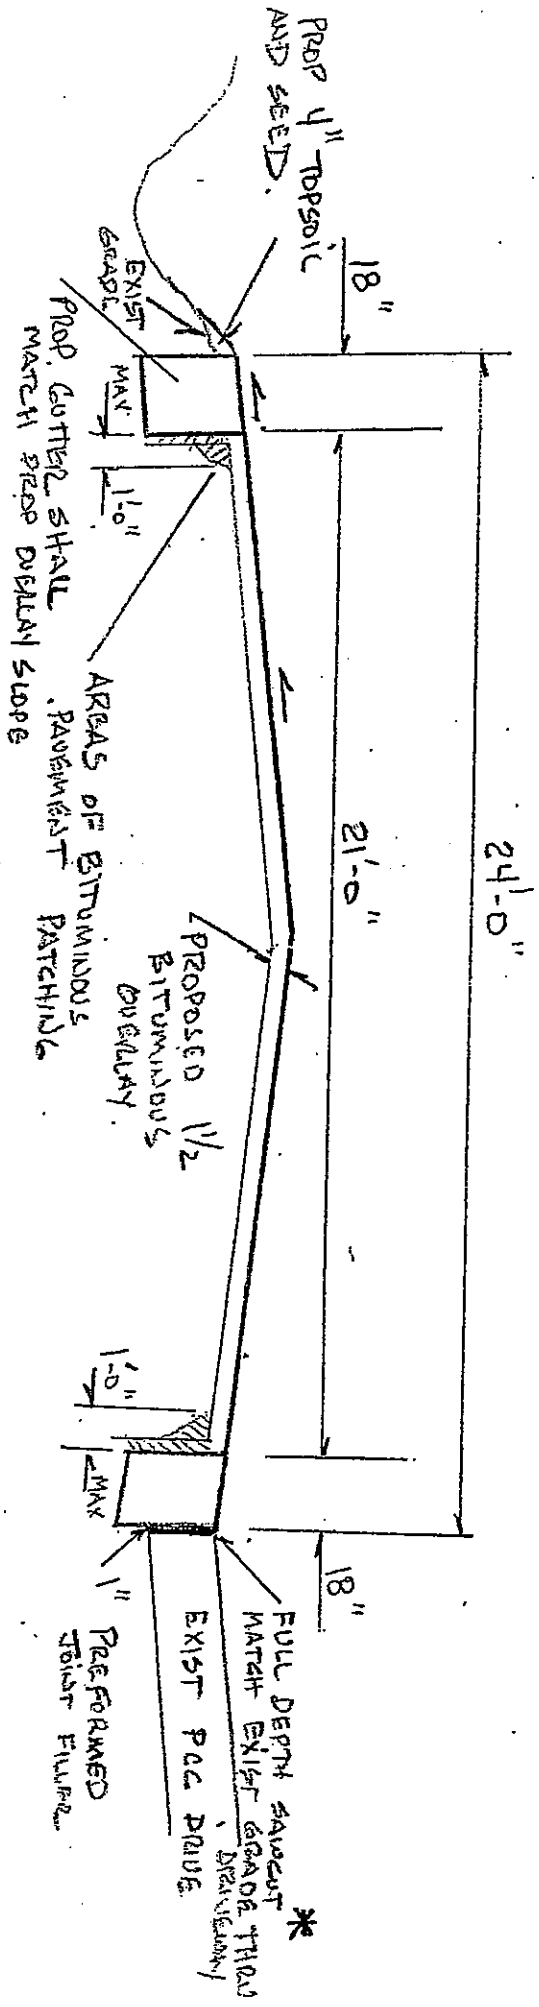 PROP 4" TOPSOIL
AND SEED.
18"
24'-0"
21'-0"
18"
EXIST
GRADE
MAX
1'-0"
PROP. GUTTER SHALL
MATCH PROP OVERLAY SLOPE
AREAS OF BITUMINOUS
PAVEMENT PATCHING
PROPOSED 1 1/2
BITUMINOUS
OVERLAY.
1'-0"
MAX
1" PREFORMED
JOINT FILLER
FULL DEPTH SAWCUT *
MATCH EXIST GRADE THRU
DRIVEWAY
EXIST PCC DRIVE